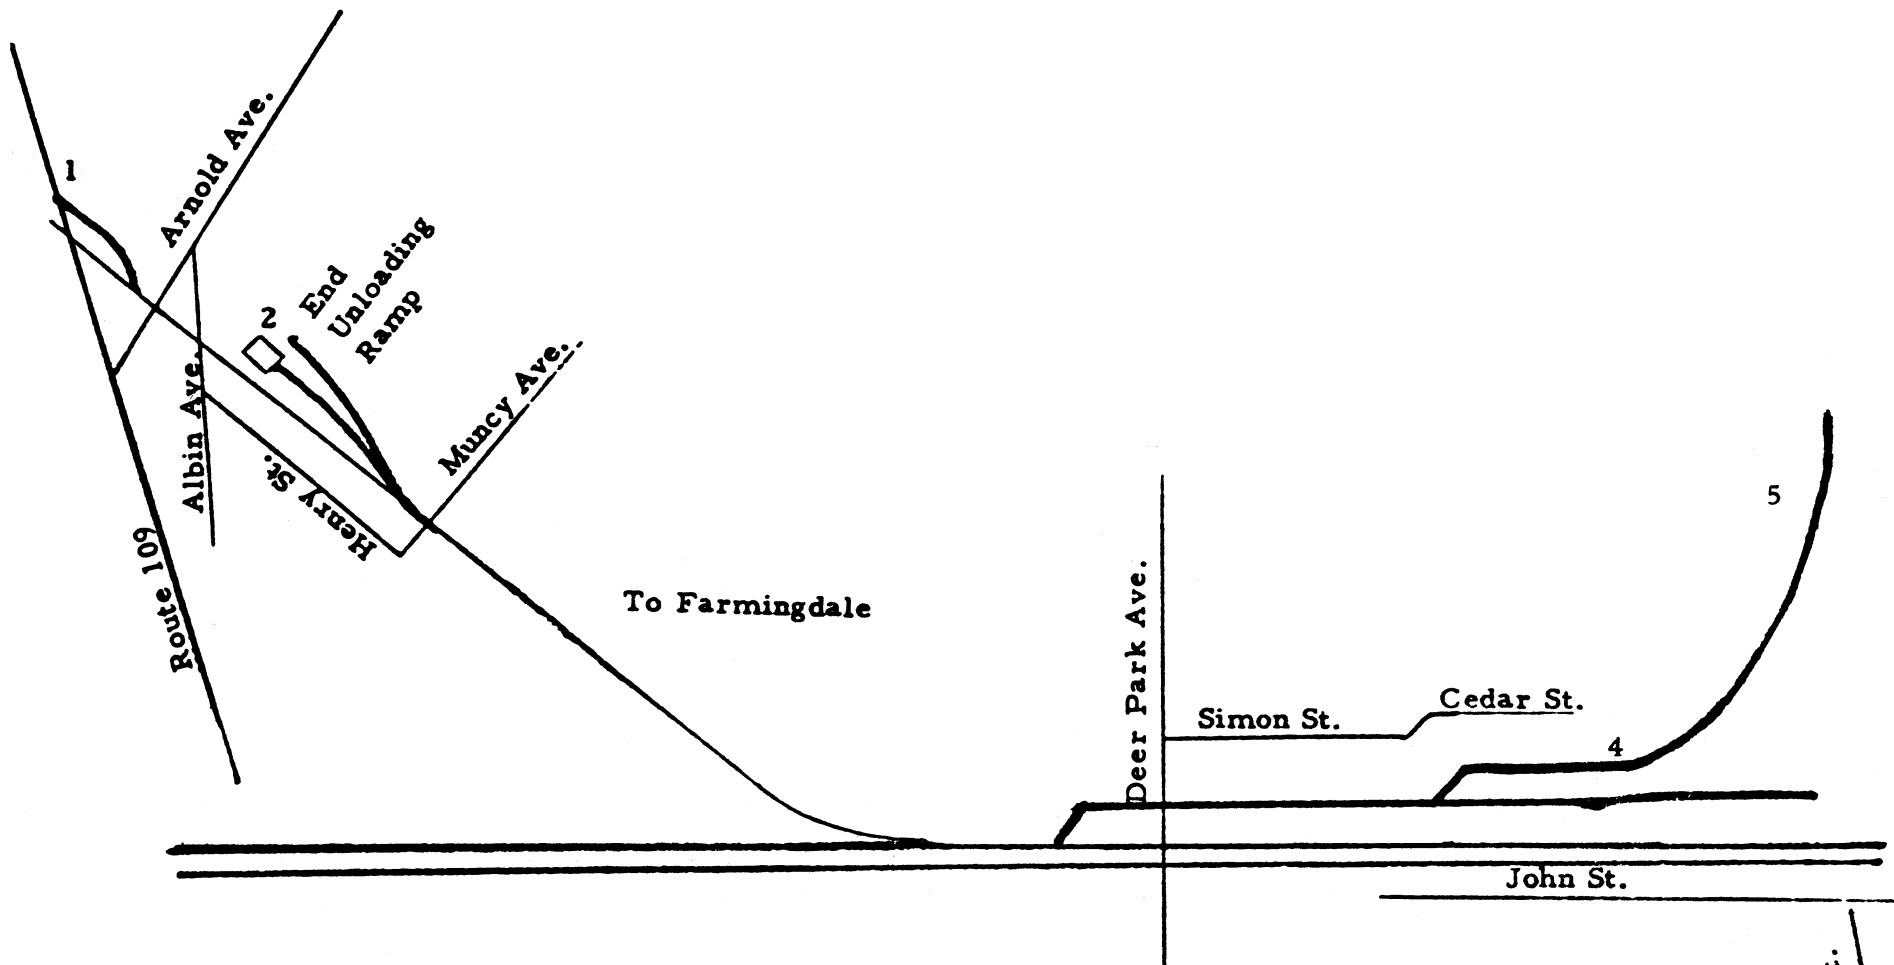 1
Arnold Ave.
2
End
Unloading
Ramp
Muncy Ave.
Albin Ave.
Henry St.
Route 109
To Farmingdale
Deer Park Ave.
Simon St.
Cedar St.
4
5
John St.